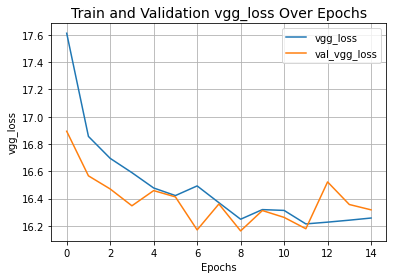 Train and Validation vgg_loss Over Epochs
vgg_loss
val_vgg_loss
17.6
17.4
17.2
17.0
16.8
16.6
16.4
16.2
vgg_loss
0 2 4 6 8 10 12 14
Epochs